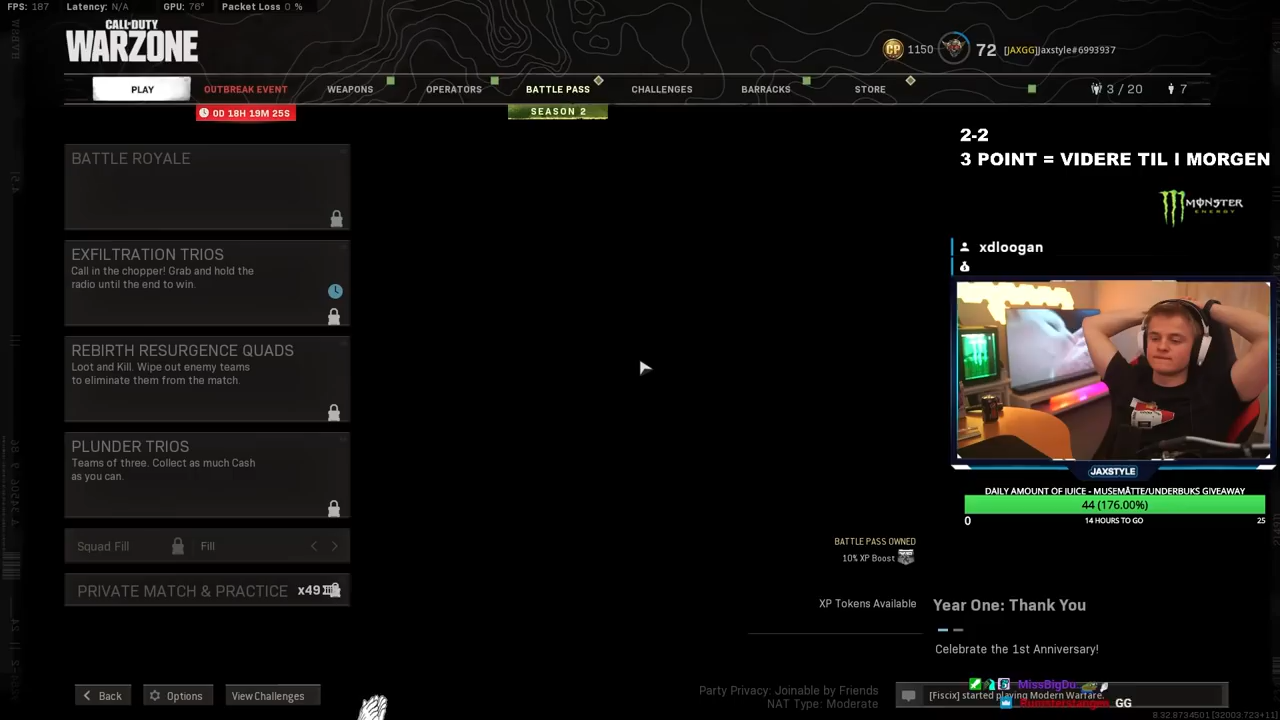 FPS: 187 Latency: N/A GPU: 76° Packet Loss 0 %
CALL OF DUTY
WARZONE
CP 1150 72 [JAXGG]Jaxstyle#6993937
PLAY OUTBREAK EVENT WEAPONS OPERATORS BATTLE PASS CHALLENGES BARRACKS STORE 3 / 20 7
0D 18H 19M 25S SEASON 2
2-2
3 POINT = VIDERE TIL I MORGEN
BATTLE ROYALE
MONSTER
ENERGY
xdloogan
EXFILTRATION TRIOS
Call in the chopper! Grab and hold the
radio until the end to win.
REBIRTH RESURGENCE QUADS
Loot and Kill. Wipe out enemy teams
to eliminate them from the match.
PLUNDER TRIOS
Teams of three. Collect as much Cash
as you can.
JAXSTYLE
DAILY AMOUNT OF JUICE - MUSEMÅTTE/UNDERBUKS GIVEAWAY
44 (176.00%)
0 14 HOURS TO GO 25
Squad Fill Fill
BATTLE PASS OWNED
10% XP Boost
PRIVATE MATCH & PRACTICE x49
XP Tokens Available
Year One: Thank You
Celebrate the 1st Anniversary!
Back Options View Challenges
Party Privacy: Joinable by Friends
NAT Type: Moderate
MissBigDu
[Fiscix] started playing Modern Warfare.
GG